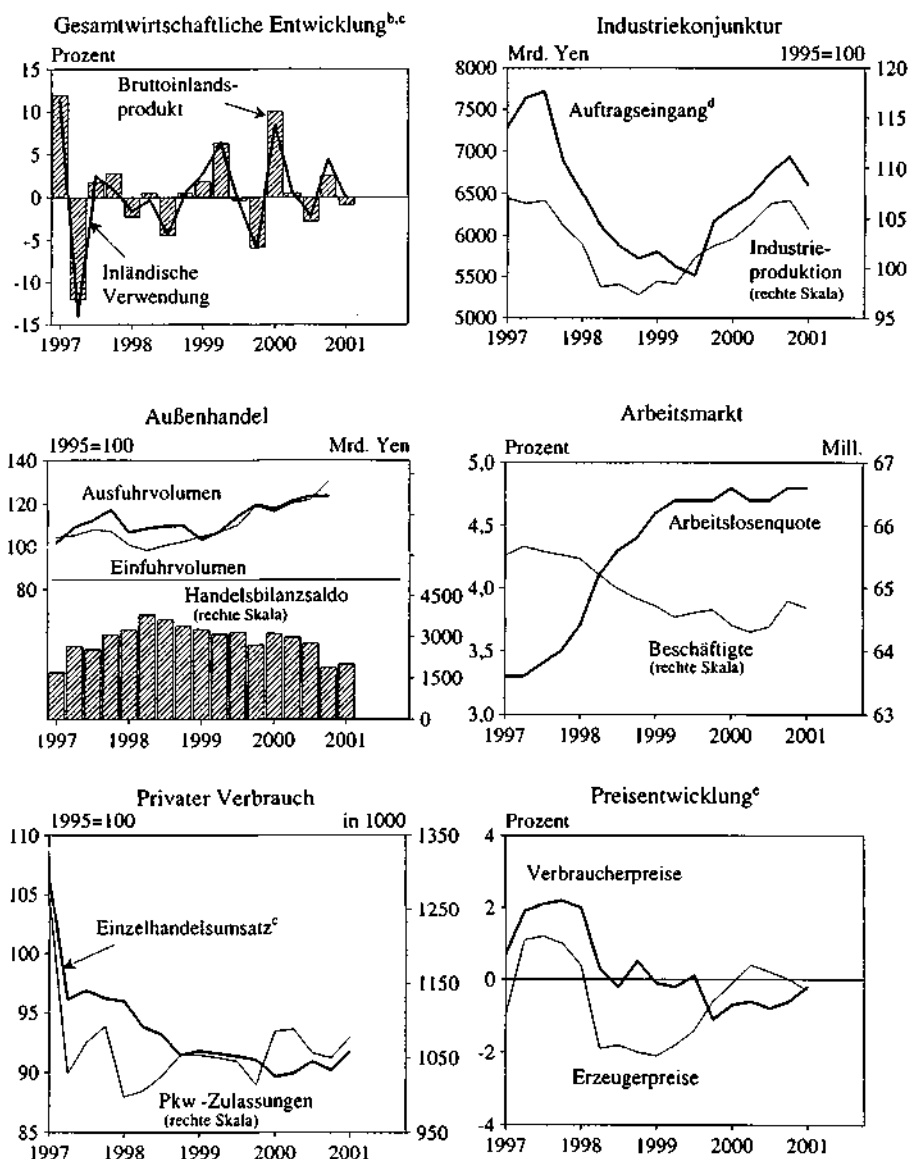 Gesamtwirtschaftliche Entwicklung^b,c
Prozent
15
10
5
0
-5
-10
-15
Bruttoinlands-
produkt
Inländische
Verwendung
1997 1998 1999 2000 2001
Industriekonjunktur
Mrd. Yen 1995=100
8000
7500
7000
6500
6000
5500
5000
120
115
110
105
100
95
Auftragseingang^d
Industrie-
produktion
(rechte Skala)
1997 1998 1999 2000 2001
Außenhandel
1995=100 Mrd. Yen
140
120
100
80
Ausfuhrvolumen
Einfuhrvolumen
Handelsbilanzsaldo
(rechte Skala)
4500
3000
1500
0
1997 1998 1999 2000 2001
Arbeitsmarkt
Prozent Mill.
5,0
4,5
4,0
3,5
3,0
67
66
65
64
63
Arbeitslosenquote
Beschäftigte
(rechte Skala)
1997 1998 1999 2000 2001
Privater Verbrauch
1995=100 in 1000
110
105
100
95
90
85
1350
1250
1150
1050
950
Einzelhandelsumsatz^c
Pkw -Zulassungen
(rechte Skala)
1997 1998 1999 2000 2001
Preisentwicklung^e
Prozent
4
2
0
-2
-4
Verbraucherpreise
Erzeugerpreise
1997 1998 1999 2000 2001